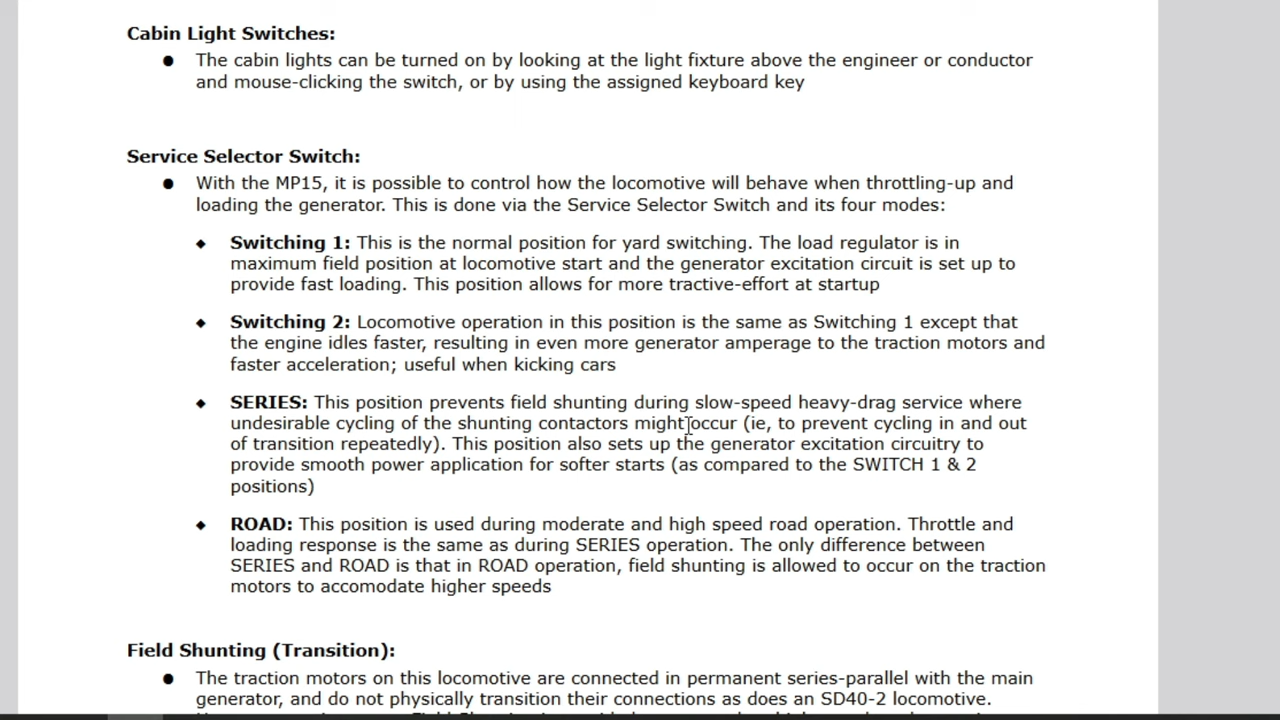 Cabin Light Switches:
● The cabin lights can be turned on by looking at the light fixture above the engineer or conductor
and mouse-clicking the switch, or by using the assigned keyboard key
Service Selector Switch:
● With the MP15, it is possible to control how the locomotive will behave when throttling-up and
loading the generator. This is done via the Service Selector Switch and its four modes:
◆ Switching 1: This is the normal position for yard switching. The load regulator is in
maximum field position at locomotive start and the generator excitation circuit is set up to
provide fast loading. This position allows for more tractive-effort at startup
◆ Switching 2: Locomotive operation in this position is the same as Switching 1 except that
the engine idles faster, resulting in even more generator amperage to the traction motors and
faster acceleration; useful when kicking cars
◆ SERIES: This position prevents field shunting during slow-speed heavy-drag service where
undesirable cycling of the shunting contactors might occur (ie, to prevent cycling in and out
of transition repeatedly). This position also sets up the generator excitation circuitry to
provide smooth power application for softer starts (as compared to the SWITCH 1 & 2
positions)
◆ ROAD: This position is used during moderate and high speed road operation. Throttle and
loading response is the same as during SERIES operation. The only difference between
SERIES and ROAD is that in ROAD operation, field shunting is allowed to occur on the traction
motors to accomodate higher speeds
Field Shunting (Transition):
● The traction motors on this locomotive are connected in permanent series-parallel with the main
generator, and do not physically transition their connections as does an SD40-2 locomotive.